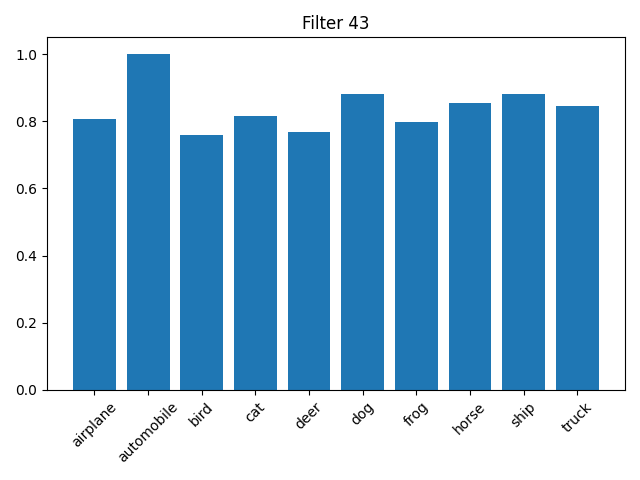 Filter 43
1.0
0.8
0.6
0.4
0.2
0.0
airplane
automobile
bird
cat
deer
dog
frog
horse
ship
truck